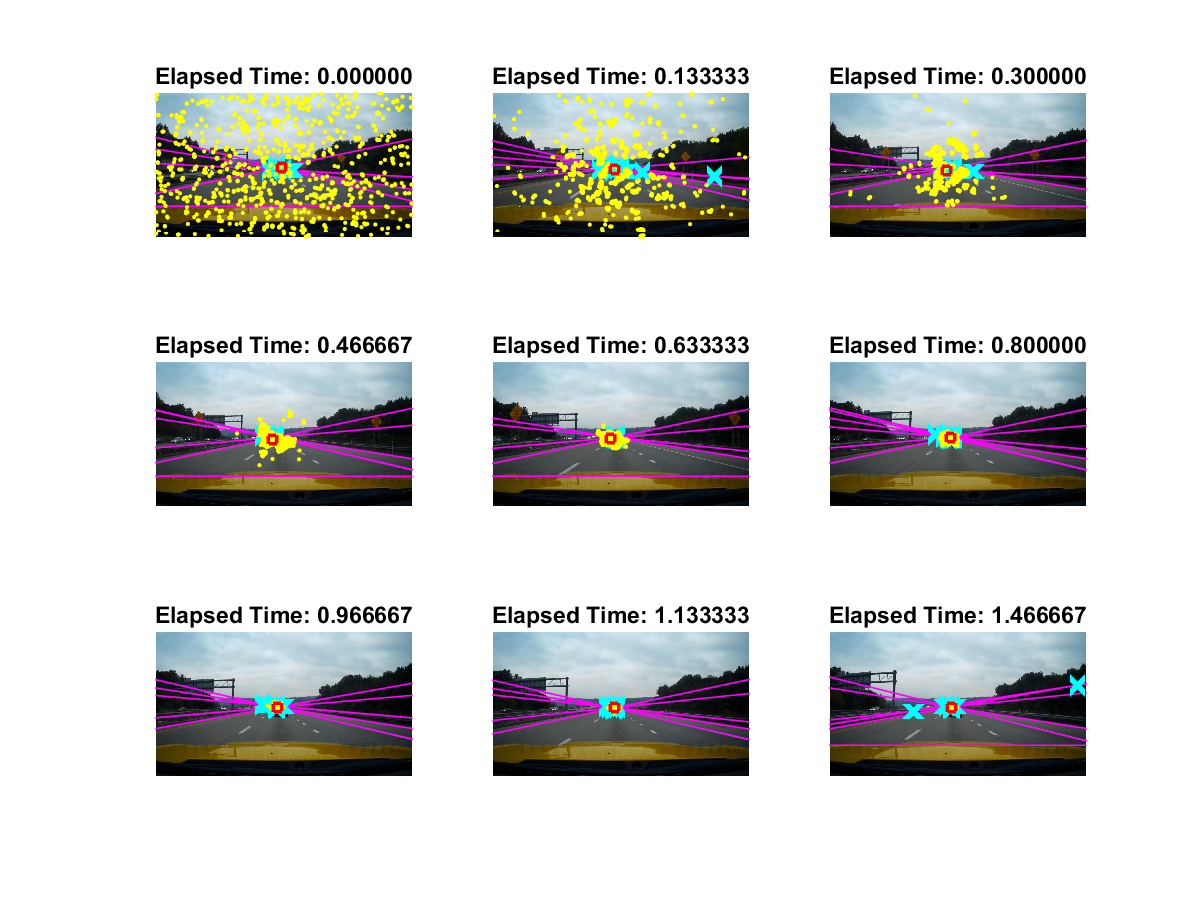 Elapsed Time: 0.000000
Elapsed Time: 0.133333
Elapsed Time: 0.300000
Elapsed Time: 0.466667
Elapsed Time: 0.633333
Elapsed Time: 0.800000
Elapsed Time: 0.966667
Elapsed Time: 1.133333
Elapsed Time: 1.466667